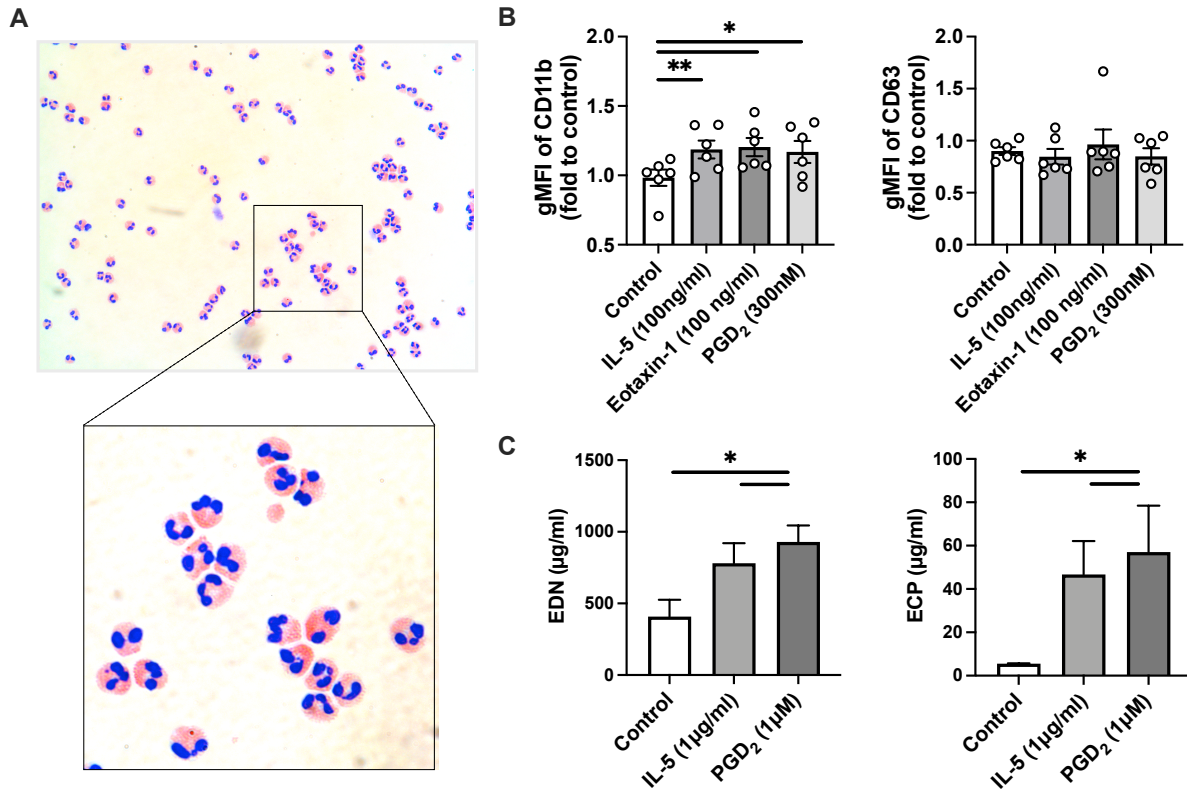 A
B
gMFI of CD11b
(fold to control)
2.0
1.5
1.0
0.5
*
**
Control
IL-5 (100ng/ml)
Eotaxin-1 (100 ng/ml)
PGD₂ (300nM)
gMFI of CD63
(fold to control)
2.0
1.5
1.0
0.5
0.0
Control
IL-5 (100ng/ml)
Eotaxin-1 (100 ng/ml)
PGD₂ (300nM)
C
EDN (µg/ml)
1500
1000
500
0
*
Control
IL-5 (1µg/ml)
PGD₂ (1µM)
ECP (µg/ml)
100
80
60
40
20
0
*
Control
IL-5 (1µg/ml)
PGD₂ (1µM)